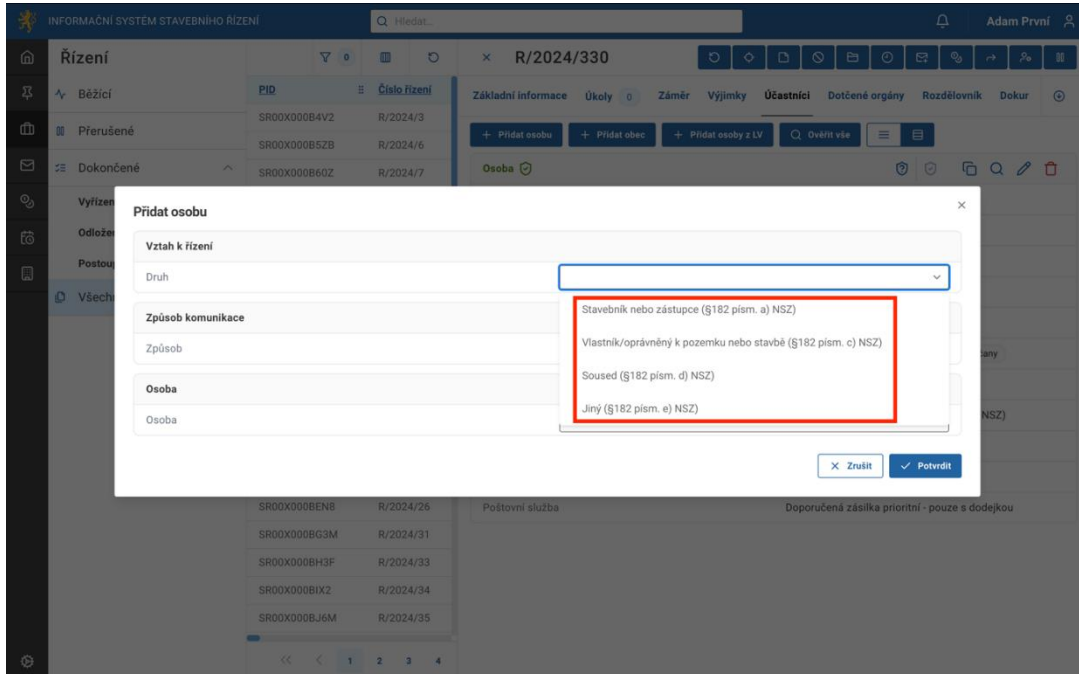 INFORMAČNÍ SYSTÉM STAVEBNÍHO ŘÍZENÍ
Hledat...
Adam První
Řízení
0
R/2024/330
Běžící
Přerušené
Dokončené
PID
Číslo řízení
SR00X000B4V2 R/2024/3
SR00X000B5ZB R/2024/6
SR00X000B60Z R/2024/7
Základní informace Úkoly 0 Záměr Výjimky Účastníci Dotčené orgány Rozdělovník Dokur
+ Přidat osobu + Přidat obec + Přidat osoby z LV Ověřit vše
Osoba
Přidat osobu
Vztah k řízení
Druh
Stavebník nebo zástupce (§182 písm. a) NSZ)
Vlastník/oprávněný k pozemku nebo stavbě (§182 písm. c) NSZ)
Soused (§182 písm. d) NSZ)
Jiný (§182 písm. e) NSZ)
Způsob komunikace
Způsob
Osoba
Osoba
Zrušit Potvrdit
NSZ)
SR00X000BEN8 R/2024/26
SR00X000BG3M R/2024/31
SR00X000BH3F R/2024/33
SR00X000BIX2 R/2024/34
SR00X000BJ6M R/2024/35
Poštovní služba Doporučená zásilka prioritní - pouze s dodejkou
<< < 1 2 3 4